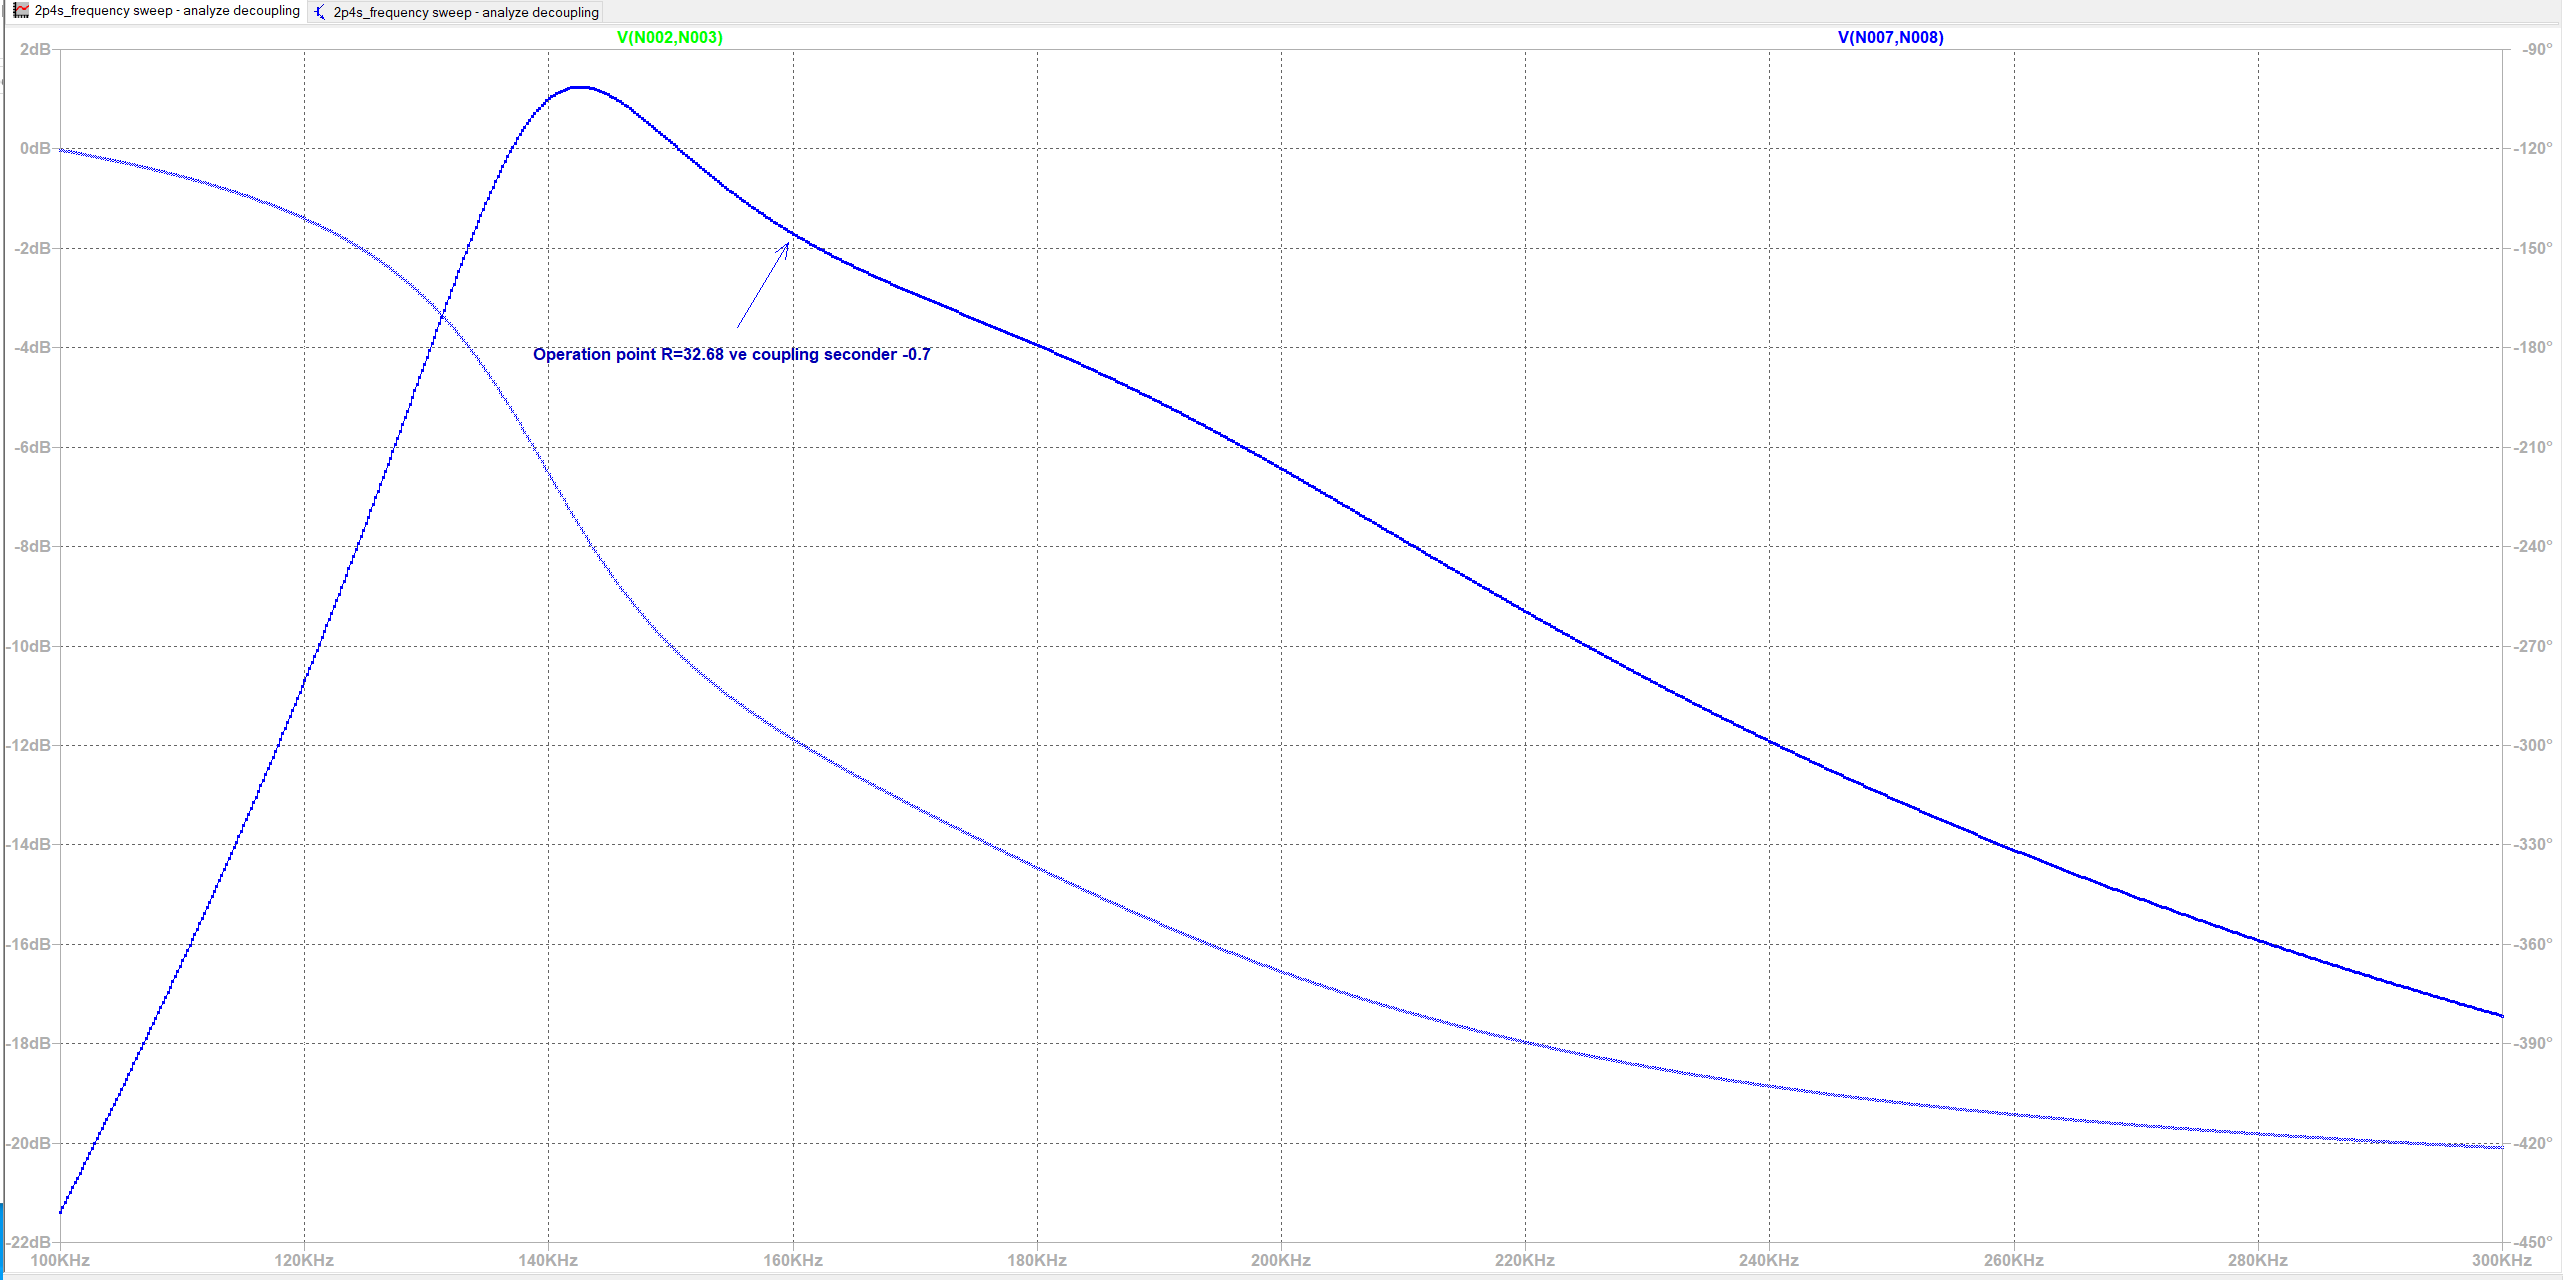 2p4s_frequency sweep - analyze decoupling
2p4s_frequency sweep - analyze decoupling
V(N002,N003)
V(N007,N008)
2dB
0dB
-2dB
-4dB
-6dB
-8dB
-10dB
-12dB
-14dB
-16dB
-18dB
-20dB
-22dB
-90°
-120°
-150°
-180°
-210°
-240°
-270°
-300°
-330°
-360°
-390°
-420°
-450°
Operation point R=32.68 ve coupling seconder -0.7
100KHz
120KHz
140KHz
160KHz
180KHz
200KHz
220KHz
240KHz
260KHz
280KHz
300KHz